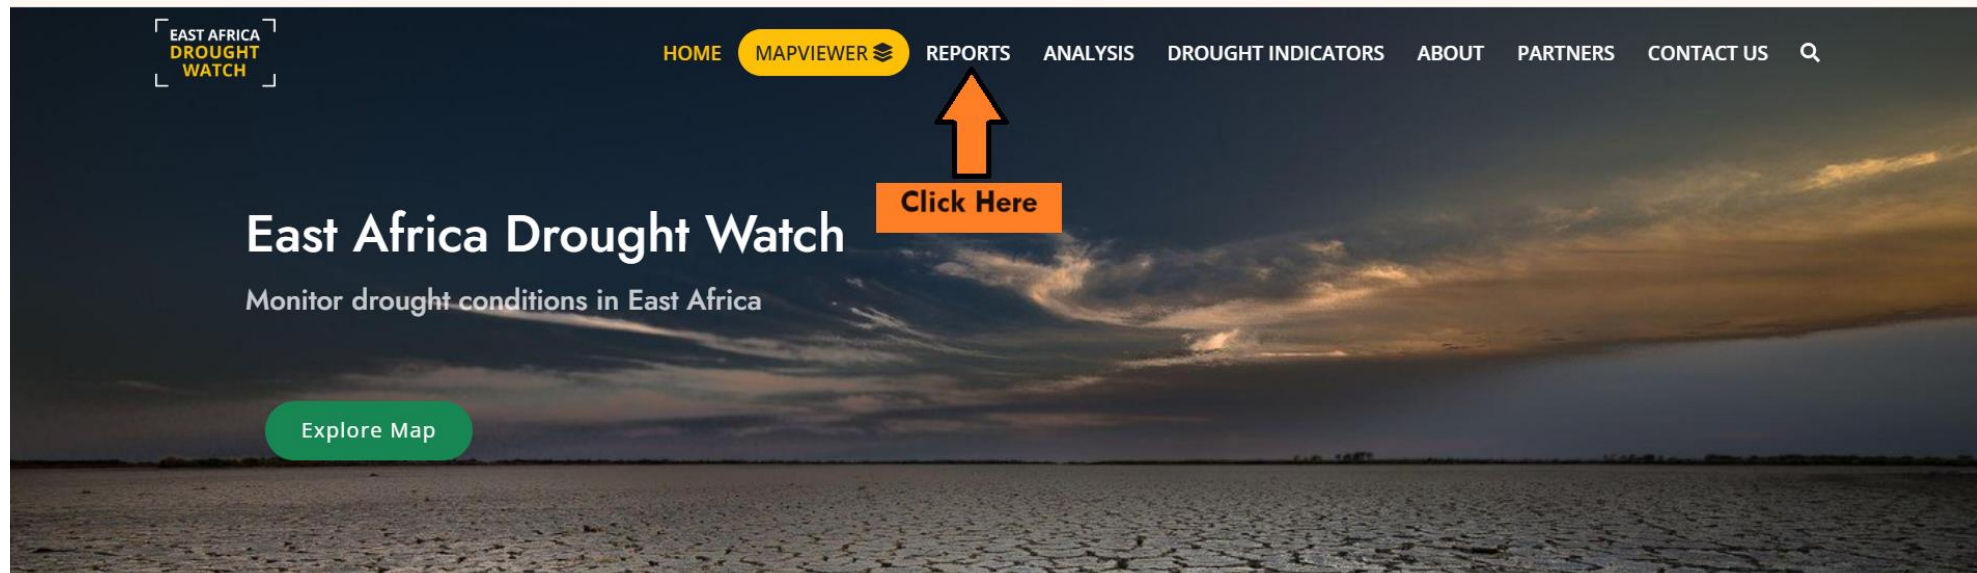 EAST AFRICA
DROUGHT
WATCH
HOME MAPVIEWER REPORTS ANALYSIS DROUGHT INDICATORS ABOUT PARTNERS CONTACT US
Click Here
East Africa Drought Watch
Monitor drought conditions in East Africa
Explore Map